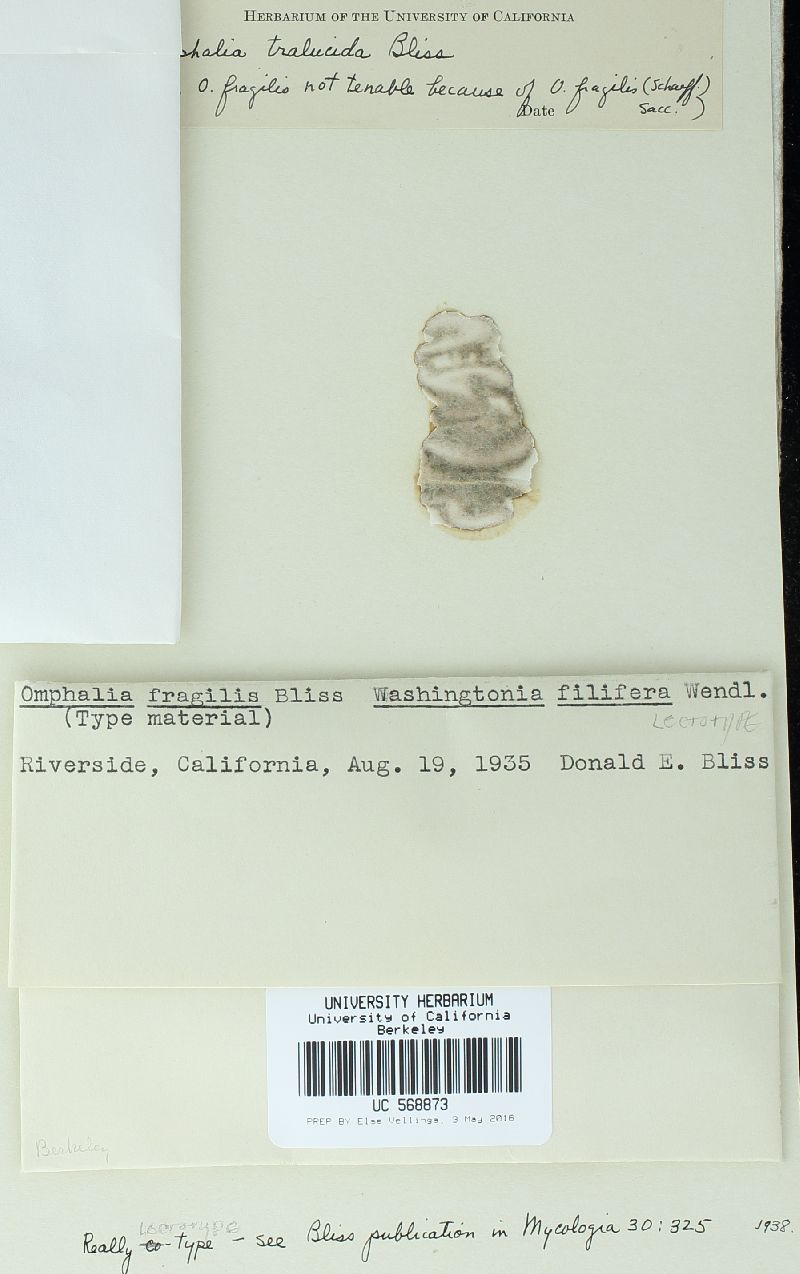 HERBARIUM OF THE UNIVERSITY OF CALIFORNIA
phalia tralucida Bliss
O. fragilis not tenable because of O. fragilis (Schaeff.)
Date Sacc. )
Omphalia fragilis Bliss Washingtonia filifera Wendl.
(Type material) LECTOTYPE
Riverside, California, Aug. 19, 1935 Donald E. Bliss
UNIVERSITY HERBARIUM
University of California
Berkeley
UC 568873
PREP BY Else Vellinga, 3 May 2016
Berkeley
LECTOTYPE
Really co-type - see Bliss publication in Mycologia 30:325 1938.